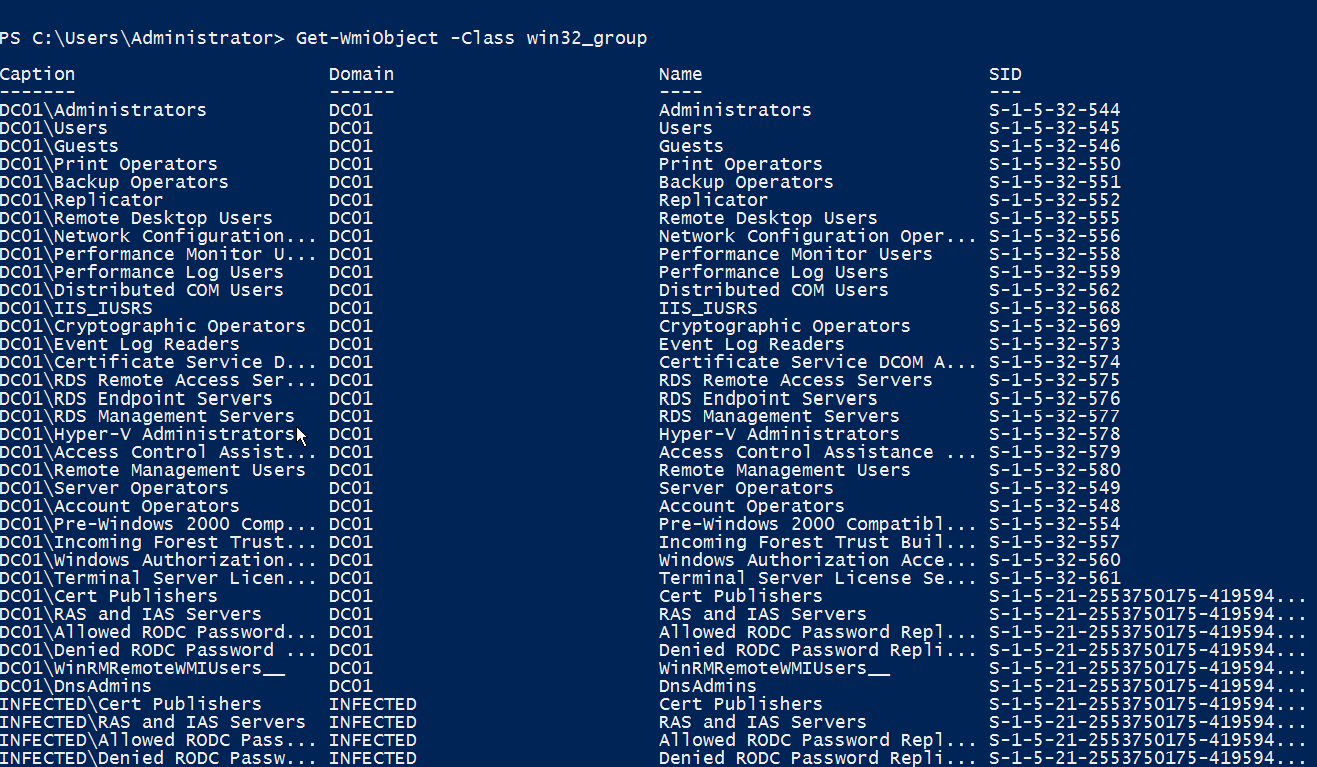 PS C:\Users\Administrator> Get-WmiObject -Class win32_group
Caption Domain Name SID
------- ------ ---- ---
DC01\Administrators DC01 Administrators S-1-5-32-544
DC01\Users DC01 Users S-1-5-32-545
DC01\Guests DC01 Guests S-1-5-32-546
DC01\Print Operators DC01 Print Operators S-1-5-32-550
DC01\Backup Operators DC01 Backup Operators S-1-5-32-551
DC01\Replicator DC01 Replicator S-1-5-32-552
DC01\Remote Desktop Users DC01 Remote Desktop Users S-1-5-32-555
DC01\Network Configuration... DC01 Network Configuration Oper... S-1-5-32-556
DC01\Performance Monitor U... DC01 Performance Monitor Users S-1-5-32-558
DC01\Performance Log Users DC01 Performance Log Users S-1-5-32-559
DC01\Distributed COM Users DC01 Distributed COM Users S-1-5-32-562
DC01\IIS_IUSRS DC01 IIS_IUSRS S-1-5-32-568
DC01\Cryptographic Operators DC01 Cryptographic Operators S-1-5-32-569
DC01\Event Log Readers DC01 Event Log Readers S-1-5-32-573
DC01\Certificate Service D... DC01 Certificate Service DCOM A... S-1-5-32-574
DC01\RDS Remote Access Ser... DC01 RDS Remote Access Servers S-1-5-32-575
DC01\RDS Endpoint Servers DC01 RDS Endpoint Servers S-1-5-32-576
DC01\RDS Management Servers DC01 RDS Management Servers S-1-5-32-577
DC01\Hyper-V Administrators DC01 Hyper-V Administrators S-1-5-32-578
DC01\Access Control Assist... DC01 Access Control Assistance ... S-1-5-32-579
DC01\Remote Management Users DC01 Remote Management Users S-1-5-32-580
DC01\Server Operators DC01 Server Operators S-1-5-32-549
DC01\Account Operators DC01 Account Operators S-1-5-32-548
DC01\Pre-Windows 2000 Comp... DC01 Pre-Windows 2000 Compatibl... S-1-5-32-554
DC01\Incoming Forest Trust... DC01 Incoming Forest Trust Buil... S-1-5-32-557
DC01\Windows Authorization... DC01 Windows Authorization Acce... S-1-5-32-560
DC01\Terminal Server Licen... DC01 Terminal Server License Se... S-1-5-32-561
DC01\Cert Publishers DC01 Cert Publishers S-1-5-21-2553750175-419594...
DC01\RAS and IAS Servers DC01 RAS and IAS Servers S-1-5-21-2553750175-419594...
DC01\Allowed RODC Password... DC01 Allowed RODC Password Repl... S-1-5-21-2553750175-419594...
DC01\Denied RODC Password ... DC01 Denied RODC Password Repli... S-1-5-21-2553750175-419594...
DC01\WinRMRemoteWMIUsers__ DC01 WinRMRemoteWMIUsers__ S-1-5-21-2553750175-419594...
DC01\DnsAdmins DC01 DnsAdmins S-1-5-21-2553750175-419594...
INFECTED\Cert Publishers INFECTED Cert Publishers S-1-5-21-2553750175-419594...
INFECTED\RAS and IAS Servers INFECTED RAS and IAS Servers S-1-5-21-2553750175-419594...
INFECTED\Allowed RODC Pass... INFECTED Allowed RODC Password Repl... S-1-5-21-2553750175-419594...
INFECTED\Denied RODC Passw... INFECTED Denied RODC Password Repli... S-1-5-21-2553750175-419594...